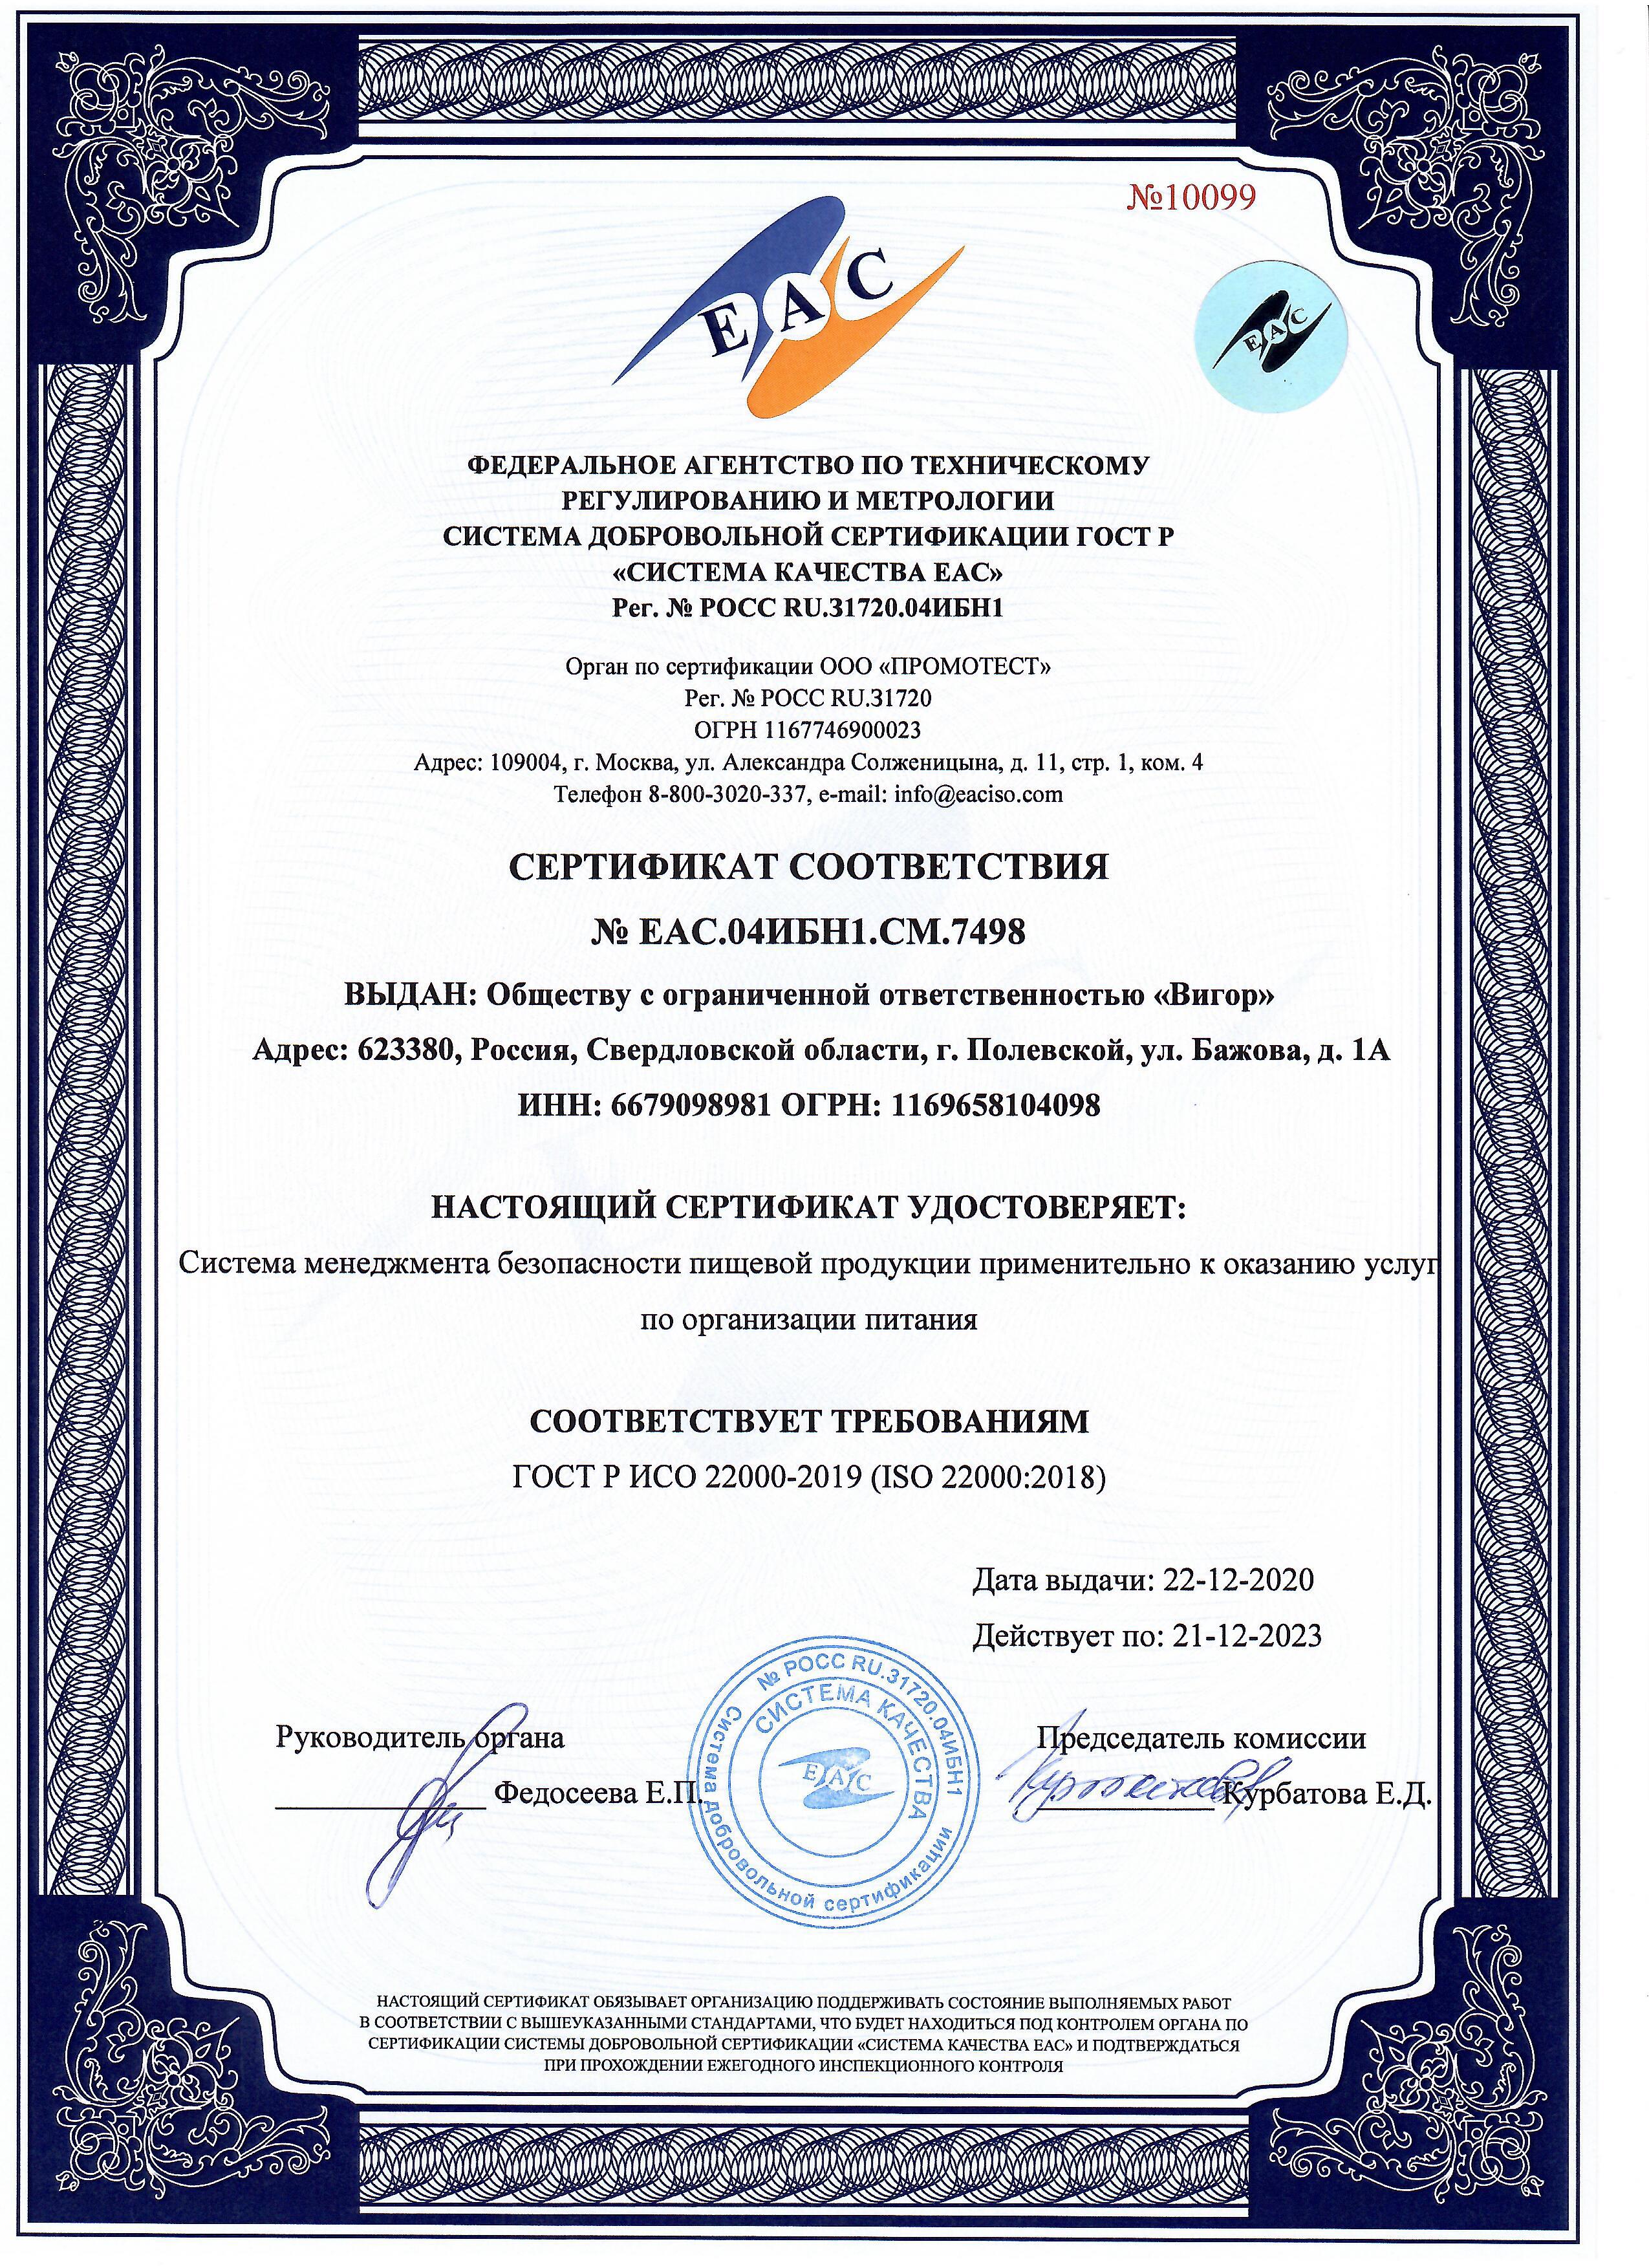 №10099
ЕАС
ЕАС
ФЕДЕРАЛЬНОЕ АГЕНТСТВО ПО ТЕХНИЧЕСКОМУ
РЕГУЛИРОВАНИЮ И МЕТРОЛОГИИ
СИСТЕМА ДОБРОВОЛЬНОЙ СЕРТИФИКАЦИИ ГОСТ Р
«СИСТЕМА КАЧЕСТВА ЕАС»
Рег. № РОСС RU.31720.04ИБН1
Орган по сертификации ООО «ПРОМОТЕСТ»
Рег. № РОСС RU.31720
ОГРН 1167746900023
Адрес: 109004, г. Москва, ул. Александра Солженицына, д. 11, стр. 1, ком. 4
Телефон 8-800-3020-337, e-mail: info@eaciso.com
СЕРТИФИКАТ СООТВЕТСТВИЯ
№ ЕАС.04ИБН1.СМ.7498
ВЫДАН: Обществу с ограниченной ответственностью «Вигор»
Адрес: 623380, Россия, Свердловской области, г. Полевской, ул. Бажова, д. 1А
ИНН: 6679098981 ОГРН: 1169658104098
НАСТОЯЩИЙ СЕРТИФИКАТ УДОСТОВЕРЯЕТ:
Система менеджмента безопасности пищевой продукции применительно к оказанию услуг
по организации питания
СООТВЕТСТВУЕТ ТРЕБОВАНИЯМ
ГОСТ Р ИСО 22000-2019 (ISO 22000:2018)
Дата выдачи: 22-12-2020
Действует по: 21-12-2023
Руководитель органа
Федосеева Е.П.
№ РОСС RU.31720.04ИБН1
Система добровольной сертификации
СИСТЕМА КАЧЕСТВА
ЕАС
Председатель комиссии
Курбатова Е.Д.
НАСТОЯЩИЙ СЕРТИФИКАТ ОБЯЗЫВАЕТ ОРГАНИЗАЦИЮ ПОДДЕРЖИВАТЬ СОСТОЯНИЕ ВЫПОЛНЯЕМЫХ РАБОТ
В СООТВЕТСТВИИ С ВЫШЕУКАЗАННЫМИ СТАНДАРТАМИ, ЧТО БУДЕТ НАХОДИТЬСЯ ПОД КОНТРОЛЕМ ОРГАНА ПО
СЕРТИФИКАЦИИ СИСТЕМЫ ДОБРОВОЛЬНОЙ СЕРТИФИКАЦИИ «СИСТЕМА КАЧЕСТВА ЕАС» И ПОДТВЕРЖДАТЬСЯ
ПРИ ПРОХОЖДЕНИИ ЕЖЕГОДНОГО ИНСПЕКЦИОННОГО КОНТРОЛЯ